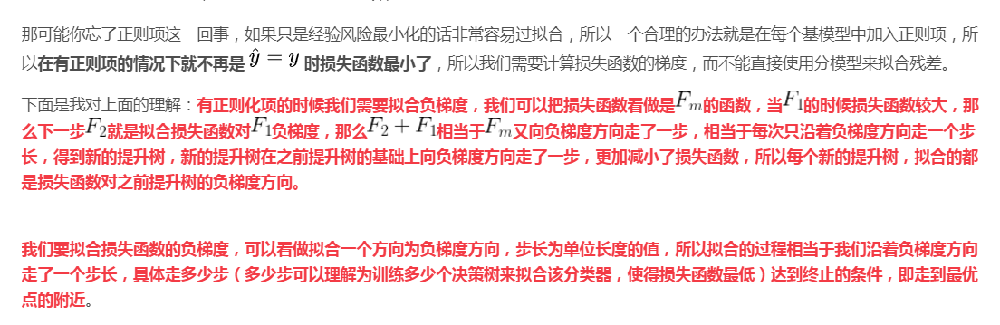 那可能你忘了正则项这一回事，如果只是经验风险最小化的话非常容易过拟合，所以一个合理的办法就是在每个基模型中加入正则项，所
以在有正则项的情况下就不再是 ŷ = y 时损失函数最小了，所以我们需要计算损失函数的梯度，而不能直接使用分模型来拟合残差。
下面是我对上面的理解：有正则化项的时候我们需要拟合负梯度，我们可以把损失函数看做是Fₘ的函数，当F₁的时候损失函数较大，那
么下一步F₂就是拟合损失函数对F₁负梯度，那么F₂ + F₁相当于Fₘ又向负梯度方向走了一步，相当于每次只沿着负梯度方向走一个步
长，得到新的提升树，新的提升树在之前提升树的基础上向负梯度方向走了一步，更加减小了损失函数，所以每个新的提升树，拟合的都
是损失函数对之前提升树的负梯度方向。
我们要拟合损失函数的负梯度，可以看做拟合一个方向为负梯度方向，步长为单位长度的值，所以拟合的过程相当于我们沿着负梯度方向
走了一个步长，具体走多少步（多少步可以理解为训练多少个决策树来拟合该分类器，使得损失函数最低）达到终止的条件，即走到最优
点的附近。